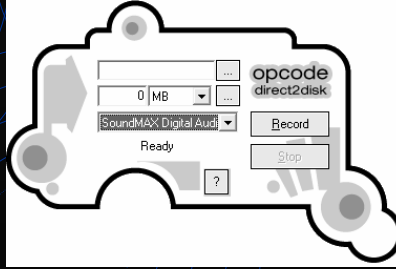 ...
opcode
direct2disk
0 MB
...
SoundMAX Digital Audi
Record
Ready
Stop
?